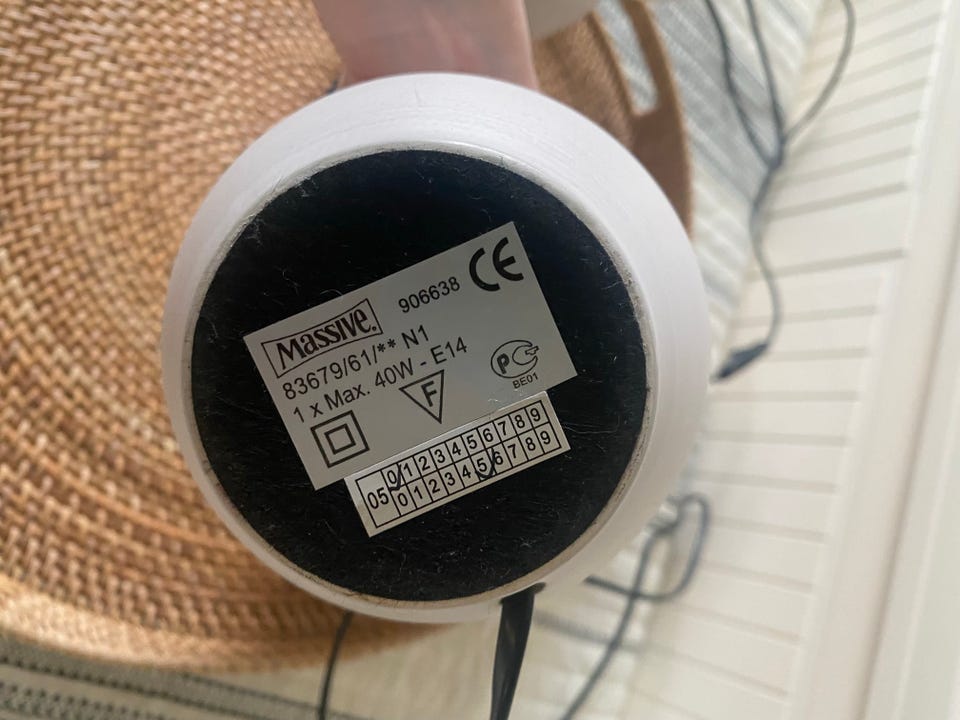 Massive. 906638 CE
83679/61/** N1
1 x Max. 40W - E14
F
PC
BE01
05 0 1 2 3 4 5 6 7 8 9
0 1 2 3 4 5 6 7 8 9